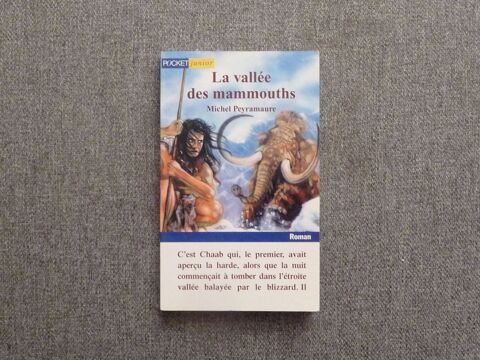 POCKET junior
La vallée
des mammouths
Michel Peyramaure
Roman
C'est Chaab qui, le premier, avait
aperçu la harde, alors que la nuit
commençait à tomber dans l'étroite
vallée balayée par le blizzard. Il